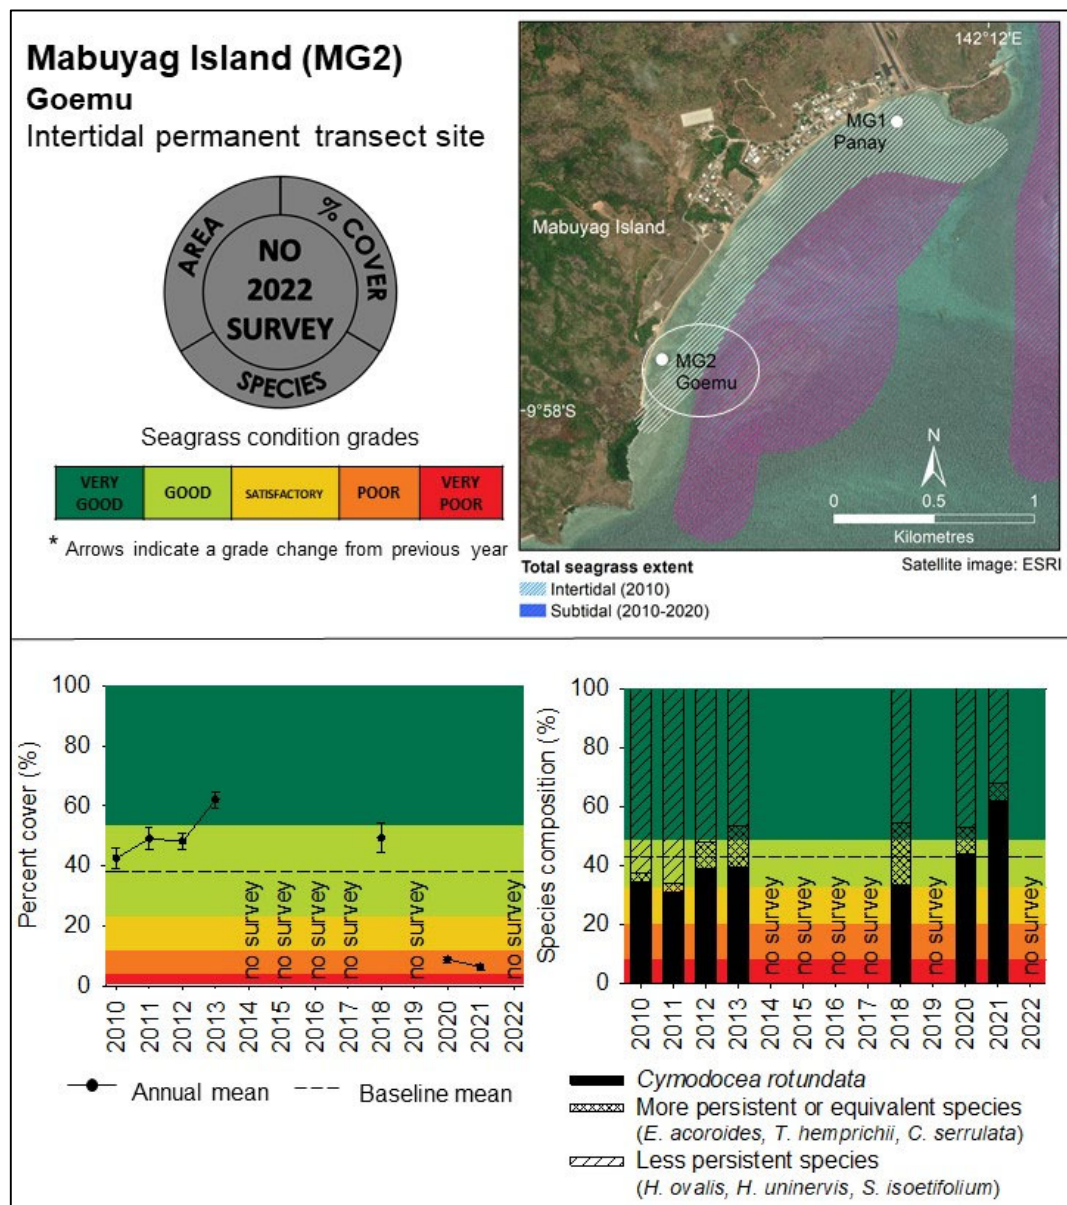 Mabuyag Island (MG2)
Goemu
Intertidal permanent transect site
AREA
% COVER
SPECIES
NO
2022
SURVEY
Seagrass condition grades
VERY GOOD
GOOD
SATISFACTORY
POOR
VERY POOR
* Arrows indicate a grade change from previous year
142°12'E
MG1
Panay
Mabuyag Island
MG2
Goemu
9°58'S
N
0 0.5 1
Kilometres
Total seagrass extent
Satellite image: ESRI
Intertidal (2010)
Subtidal (2010-2020)
Percent cover (%)
100
80
60
40
20
0
no survey
no survey
no survey
no survey
no survey
no survey
2010 2011 2012 2013 2014 2015 2016 2017 2018 2019 2020 2021 2022
Annual mean
Baseline mean
Species composition (%)
100
80
60
40
20
0
no survey
no survey
no survey
no survey
no survey
no survey
2010 2011 2012 2013 2014 2015 2016 2017 2018 2019 2020 2021 2022
Cymodocea rotundata
More persistent or equivalent species
(E. acoroides, T. hemprichii, C. serrulata)
Less persistent species
(H. ovalis, H. uninervis, S. isoetifolium)